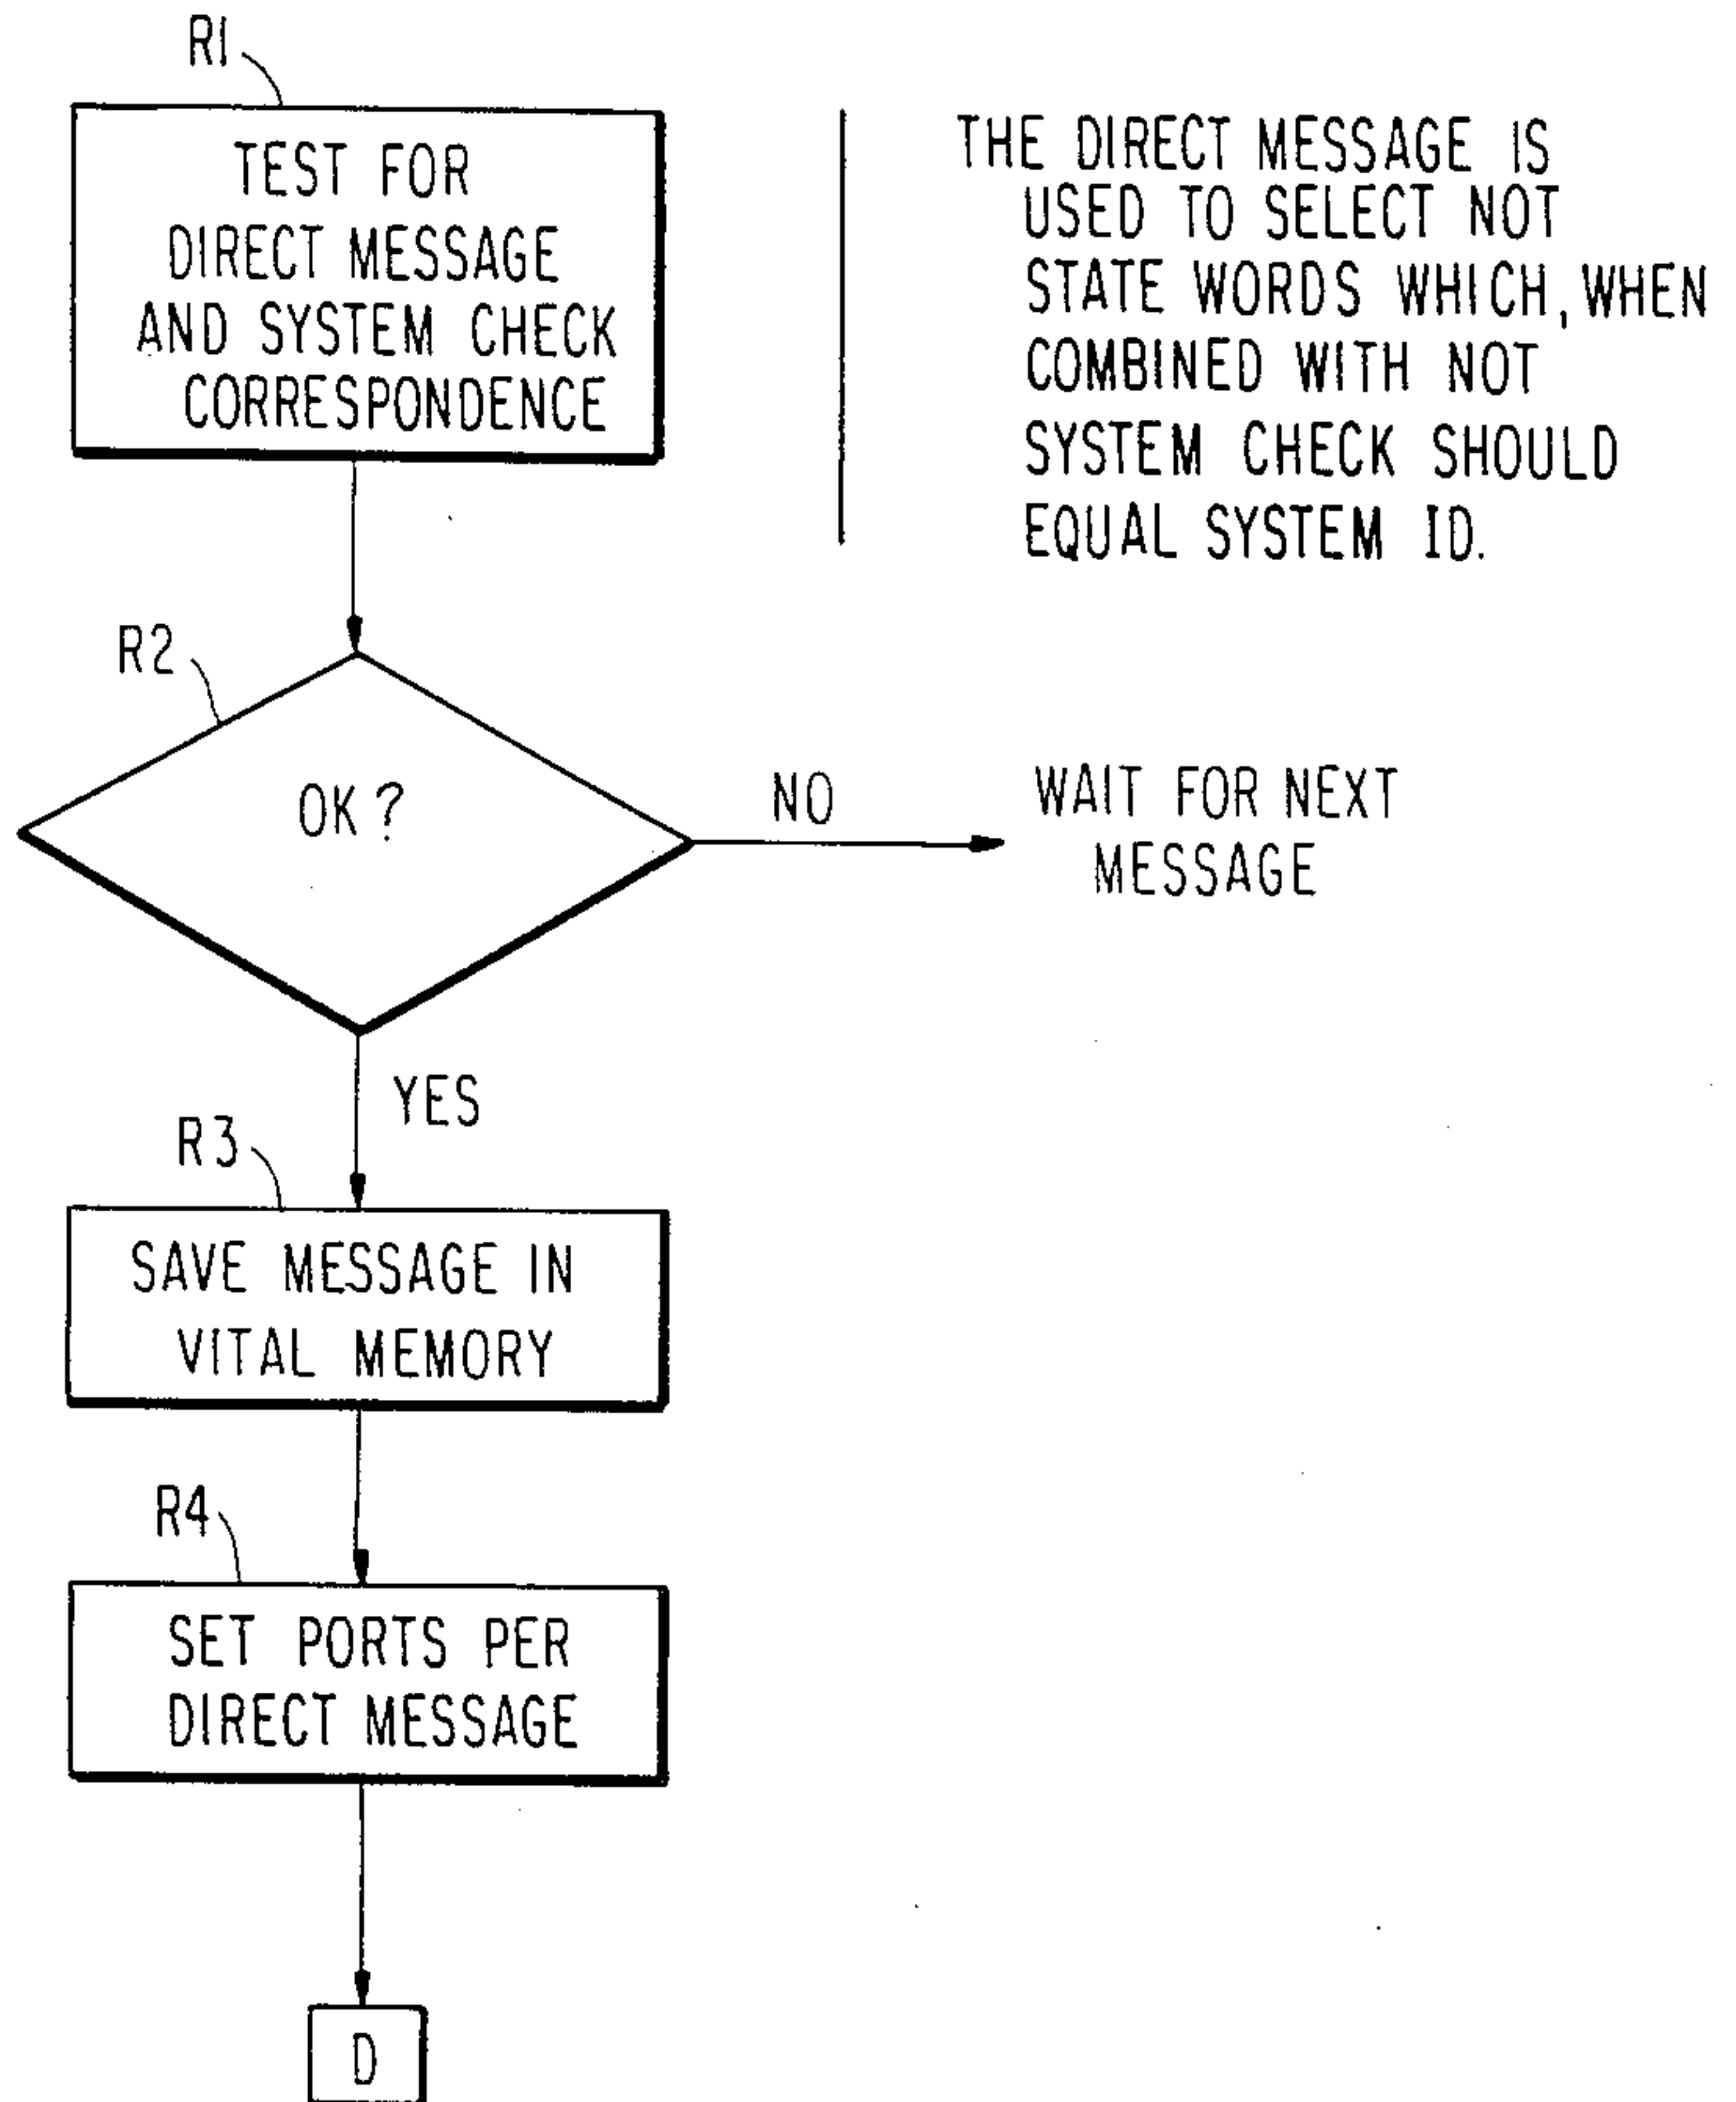 R1
TEST FOR
DIRECT MESSAGE
AND SYSTEM CHECK
CORRESPONDENCE
THE DIRECT MESSAGE IS
USED TO SELECT NOT
STATE WORDS WHICH, WHEN
COMBINED WITH NOT
SYSTEM CHECK SHOULD
EQUAL SYSTEM ID.
R2
OK?
NO
WAIT FOR NEXT
MESSAGE
YES
R3
SAVE MESSAGE IN
VITAL MEMORY
R4
SET PORTS PER
DIRECT MESSAGE
D